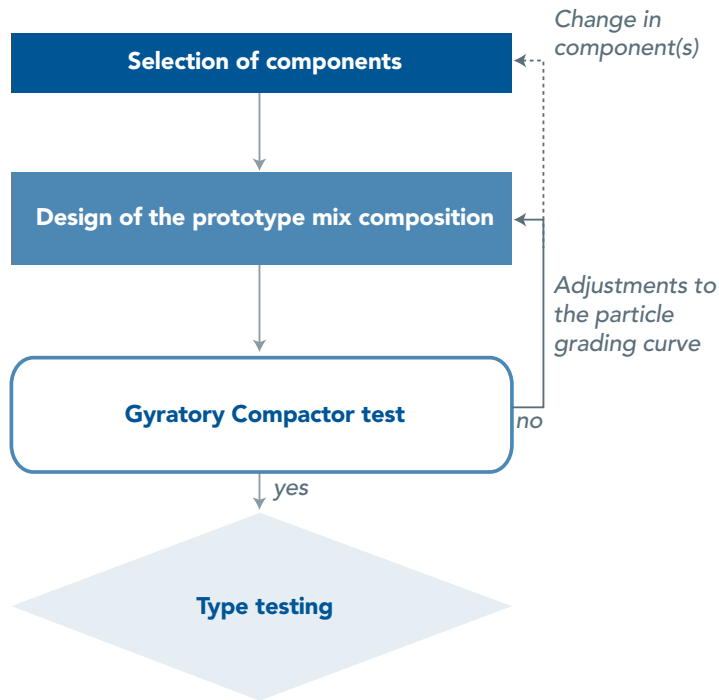 Change in
component(s)
Selection of components
Design of the prototype mix composition
Adjustments to
the particle
grading curve
Gyratory Compactor test
no
yes
Type testing